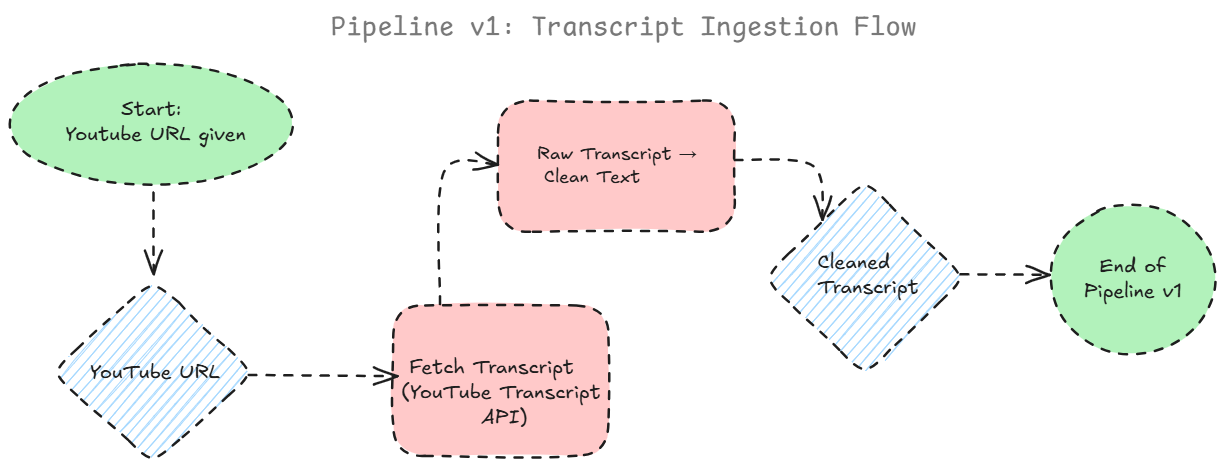 Pipeline v1: Transcript Ingestion Flow
Start:
Youtube URL given
YouTube URL
Fetch Transcript
(YouTube Transcript
API)
Raw Transcript →
Clean Text
Cleaned
Transcript
End of
Pipeline v1